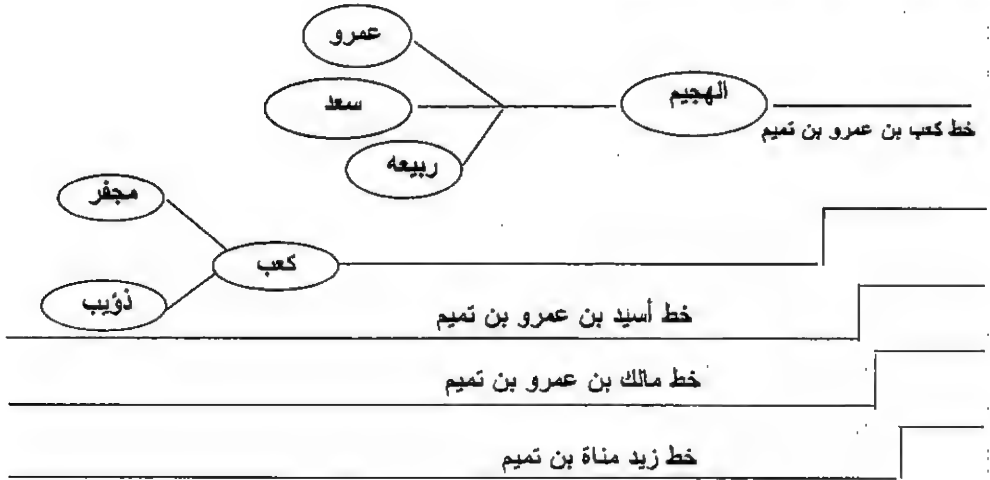 عمرو
الهجيم
سعد
خط كعب بن عمرو بن تميم
ربيعه
مجفر
كعب
ذؤيب
خط أسيد بن عمرو بن تميم
خط مالك بن عمرو بن تميم
خط زيد مناة بن تميم